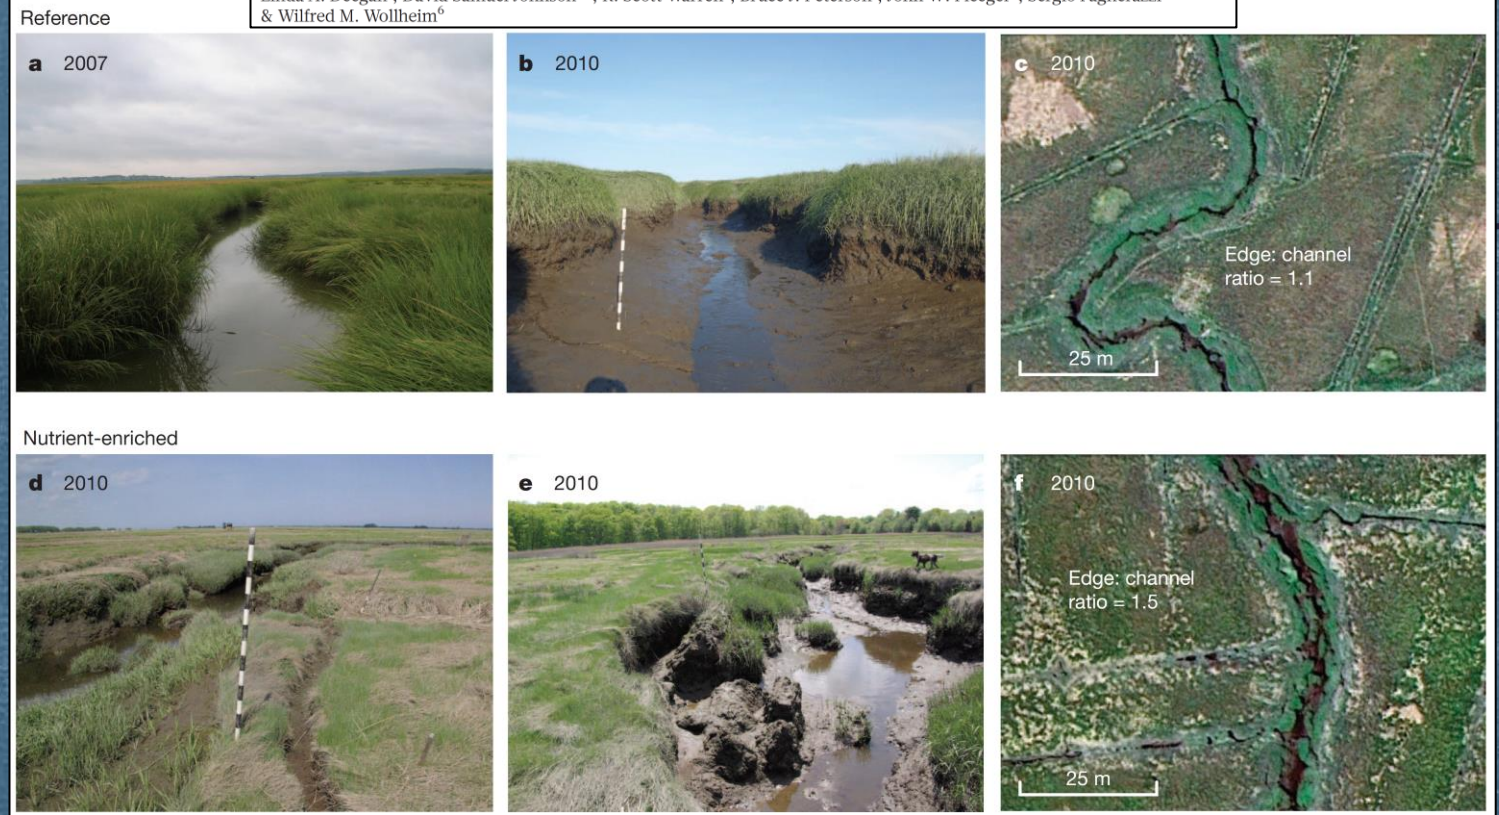 & Wilfred M. Wollheim⁶
Reference
a 2007
b 2010
c 2010
Edge: channel
ratio = 1.1
25 m
Nutrient-enriched
d 2010
e 2010
f 2010
Edge: channel
ratio = 1.5
25 m